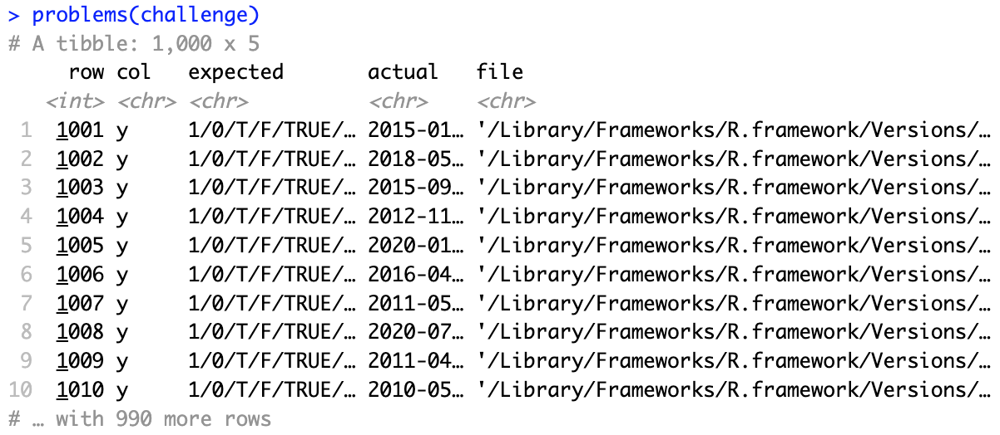 > problems(challenge)
# A tibble: 1,000 x 5
row col expected actual file
<int> <chr> <chr> <chr> <chr>
1 1001 y 1/0/T/F/TRUE/… 2015-01… '/Library/Frameworks/R.framework/Versions/…
2 1002 y 1/0/T/F/TRUE/… 2018-05… '/Library/Frameworks/R.framework/Versions/…
3 1003 y 1/0/T/F/TRUE/… 2015-09… '/Library/Frameworks/R.framework/Versions/…
4 1004 y 1/0/T/F/TRUE/… 2012-11… '/Library/Frameworks/R.framework/Versions/…
5 1005 y 1/0/T/F/TRUE/… 2020-01… '/Library/Frameworks/R.framework/Versions/…
6 1006 y 1/0/T/F/TRUE/… 2016-04… '/Library/Frameworks/R.framework/Versions/…
7 1007 y 1/0/T/F/TRUE/… 2011-05… '/Library/Frameworks/R.framework/Versions/…
8 1008 y 1/0/T/F/TRUE/… 2020-07… '/Library/Frameworks/R.framework/Versions/…
9 1009 y 1/0/T/F/TRUE/… 2011-04… '/Library/Frameworks/R.framework/Versions/…
10 1010 y 1/0/T/F/TRUE/… 2010-05… '/Library/Frameworks/R.framework/Versions/…
# … with 990 more rows